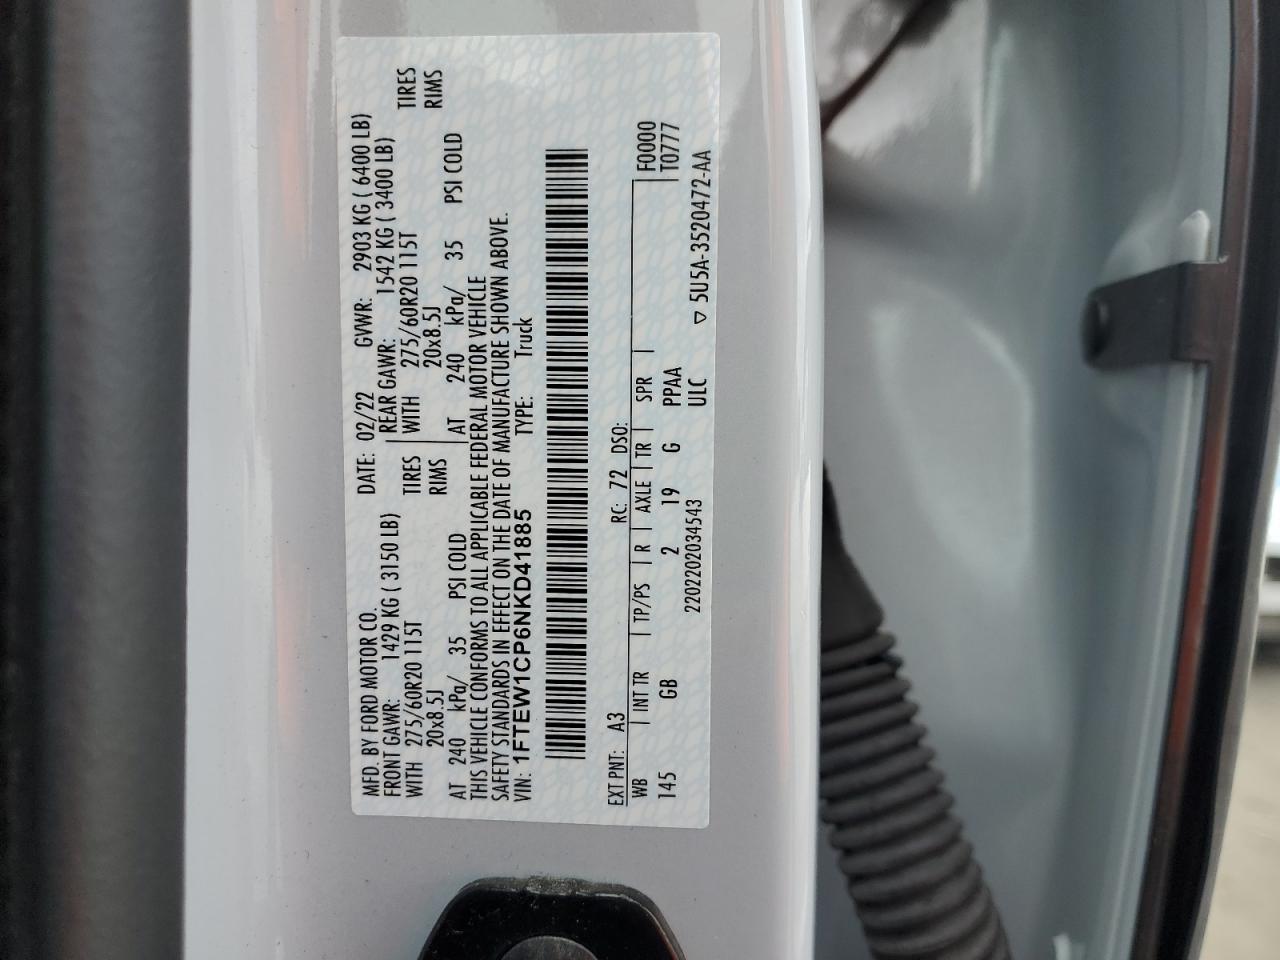 MFD. BY FORD MOTOR CO.
DATE: 02/22 GVWR: 2903 KG ( 6400 LB)
FRONT GAWR: 1429 KG ( 3150 LB) REAR GAWR: 1542 KG ( 3400 LB)
WITH 275/60R20 115T TIRES WITH 275/60R20 115T TIRES
20x8.5J RIMS 20x8.5J RIMS
AT 240 kPa/ 35 PSI COLD AT 240 kPa/ 35 PSI COLD
THIS VEHICLE CONFORMS TO ALL APPLICABLE FEDERAL MOTOR VEHICLE
SAFETY STANDARDS IN EFFECT ON THE DATE OF MANUFACTURE SHOWN ABOVE.
VIN: 1FTEW1CP6NKD41885 TYPE: Truck
EXT PNT: A3 RC: 72 DSO:
WB INT TR TP/PS R AXLE TR SPR F0000
145 GB 2 19 G PPAA T0777
2202202034543 ULC ▽ 5U5A-3520472-AA